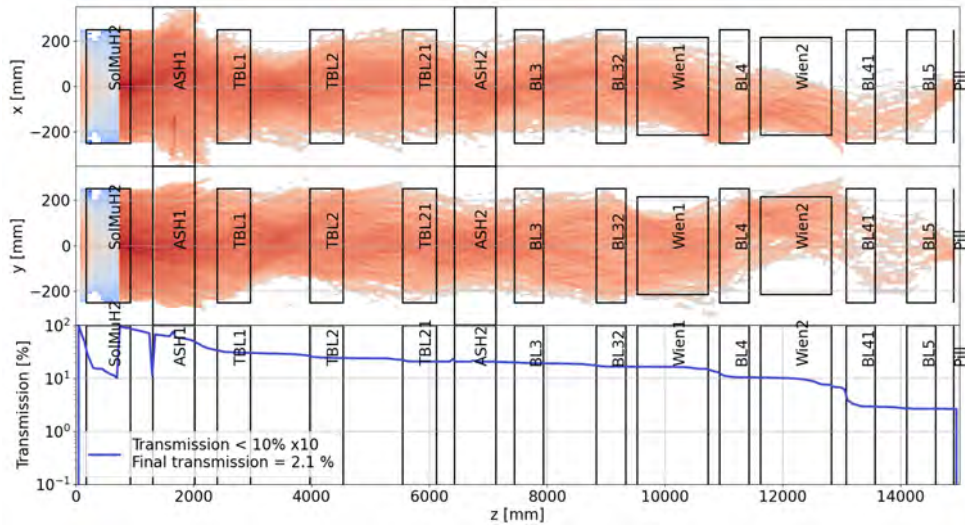 200
0
−200
x [mm]
SolMuH2
ASH1
TBL1
TBL2
TBL21
ASH2
BL3
BL32
Wien1
BL4
Wien2
BL41
BL5
Pill
200
0
−200
y [mm]
SolMuH2
ASH1
TBL1
TBL2
TBL21
ASH2
BL3
BL32
Wien1
BL4
Wien2
BL41
BL5
Pill
10²
10¹
10⁰
10⁻¹
Transmission [%]
SolMuH2
ASH1
TBL1
TBL2
TBL21
ASH2
BL3
BL32
Wien1
BL4
Wien2
BL41
BL5
Pill
Transmission < 10% x10
Final transmission = 2.1 %
0 2000 4000 6000 8000 10000 12000 14000
z [mm]